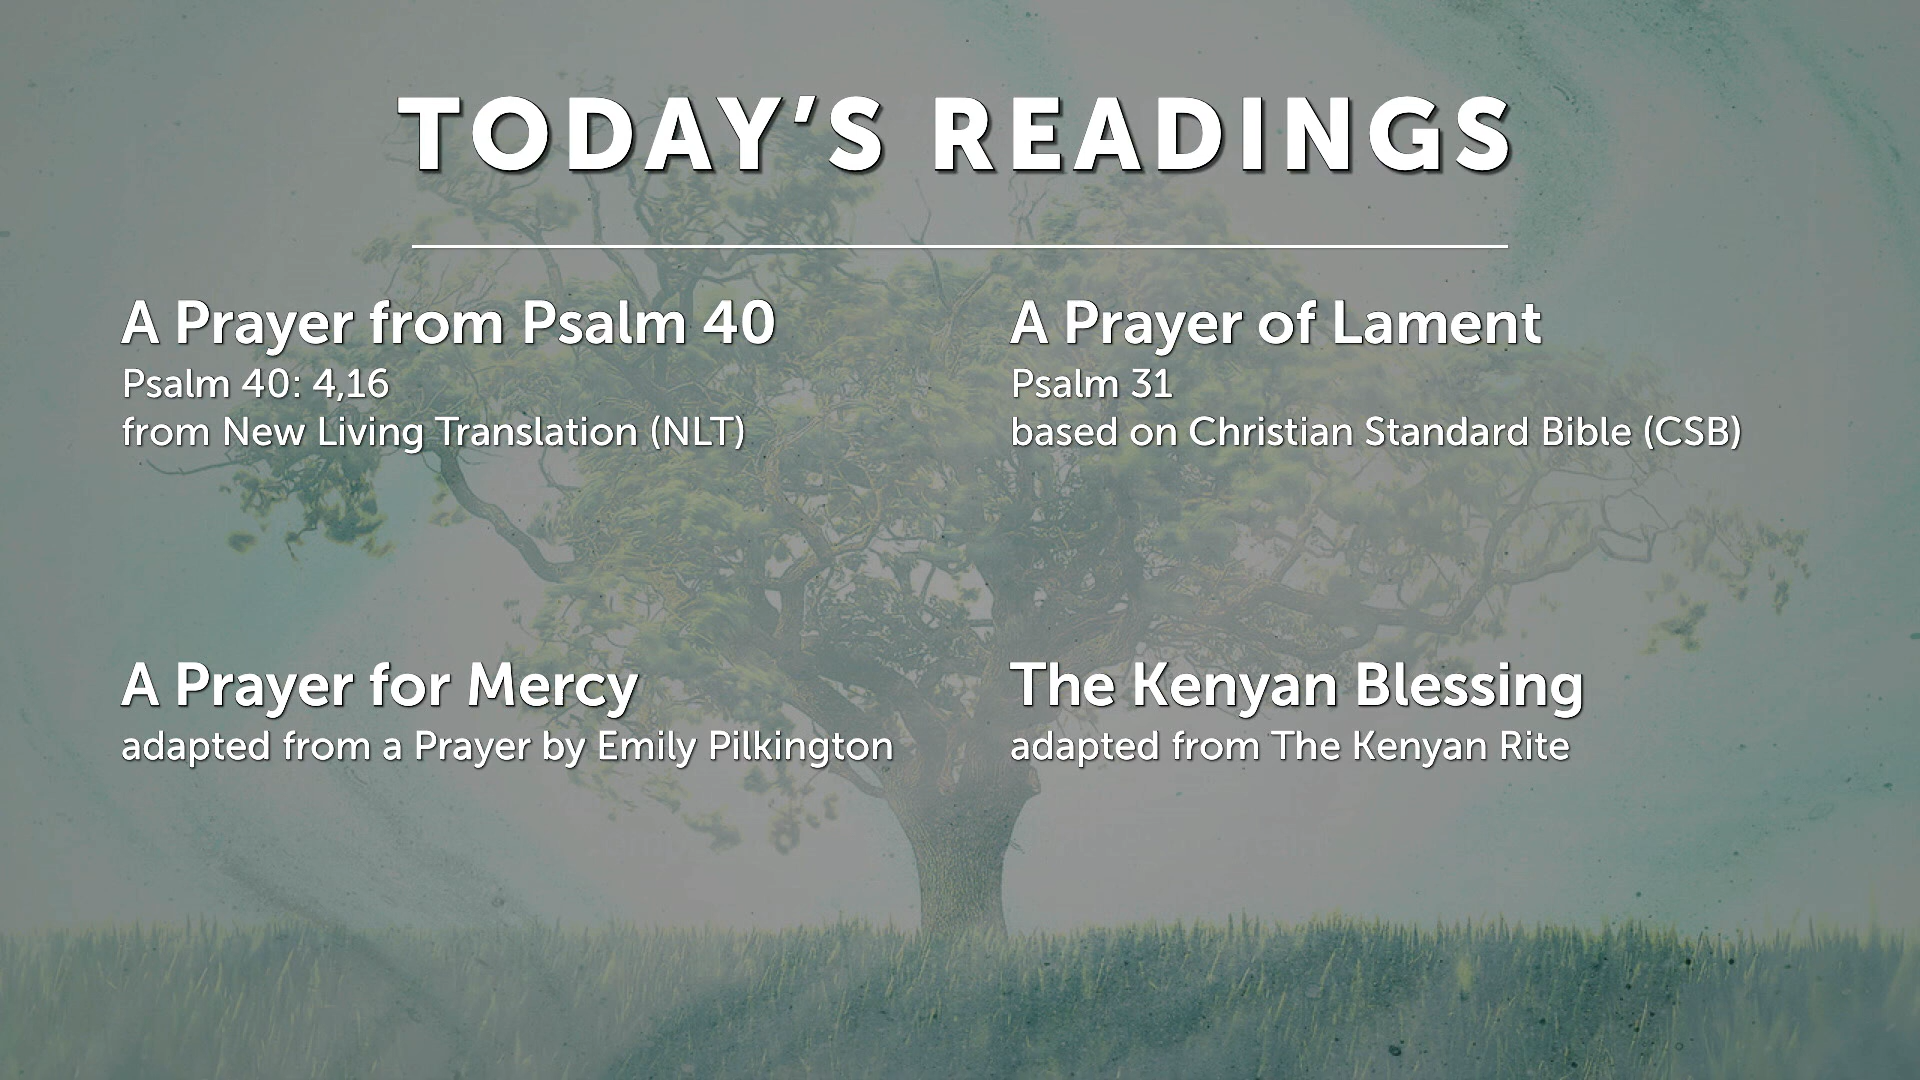 TODAY’S READINGS
A Prayer from Psalm 40
Psalm 40: 4,16
from New Living Translation (NLT)
A Prayer of Lament
Psalm 31
based on Christian Standard Bible (CSB)
A Prayer for Mercy
adapted from a Prayer by Emily Pilkington
The Kenyan Blessing
adapted from The Kenyan Rite